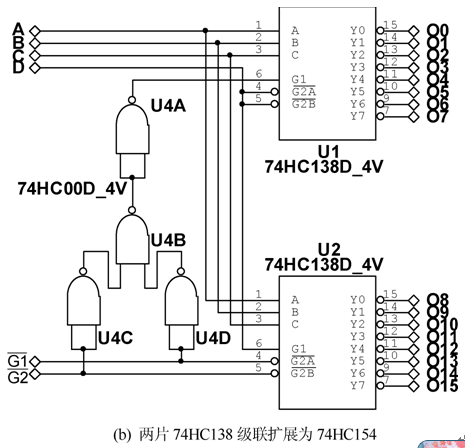 A
B
C
D
1 A Y0 15 O0
2 B Y1 14 O1
3 C Y2 13 O2
Y3 12 O3
6 G1 Y4 11 O4
4 G2A Y5 10 O5
5 G2B Y6 9 O6
Y7 7 O7
U1
74HC138D_4V
U4A
74HC00D_4V
U4B
U4C
U4D
U2
74HC138D_4V
1 A Y0 15 O8
2 B Y1 14 O9
3 C Y2 13 O10
Y3 12 O11
6 G1 Y4 11 O12
4 G2A Y5 10 O13
5 G2B Y6 9 O14
Y7 7 O15
G1
G2
(b) 两片 74HC138 级联扩展为 74HC154